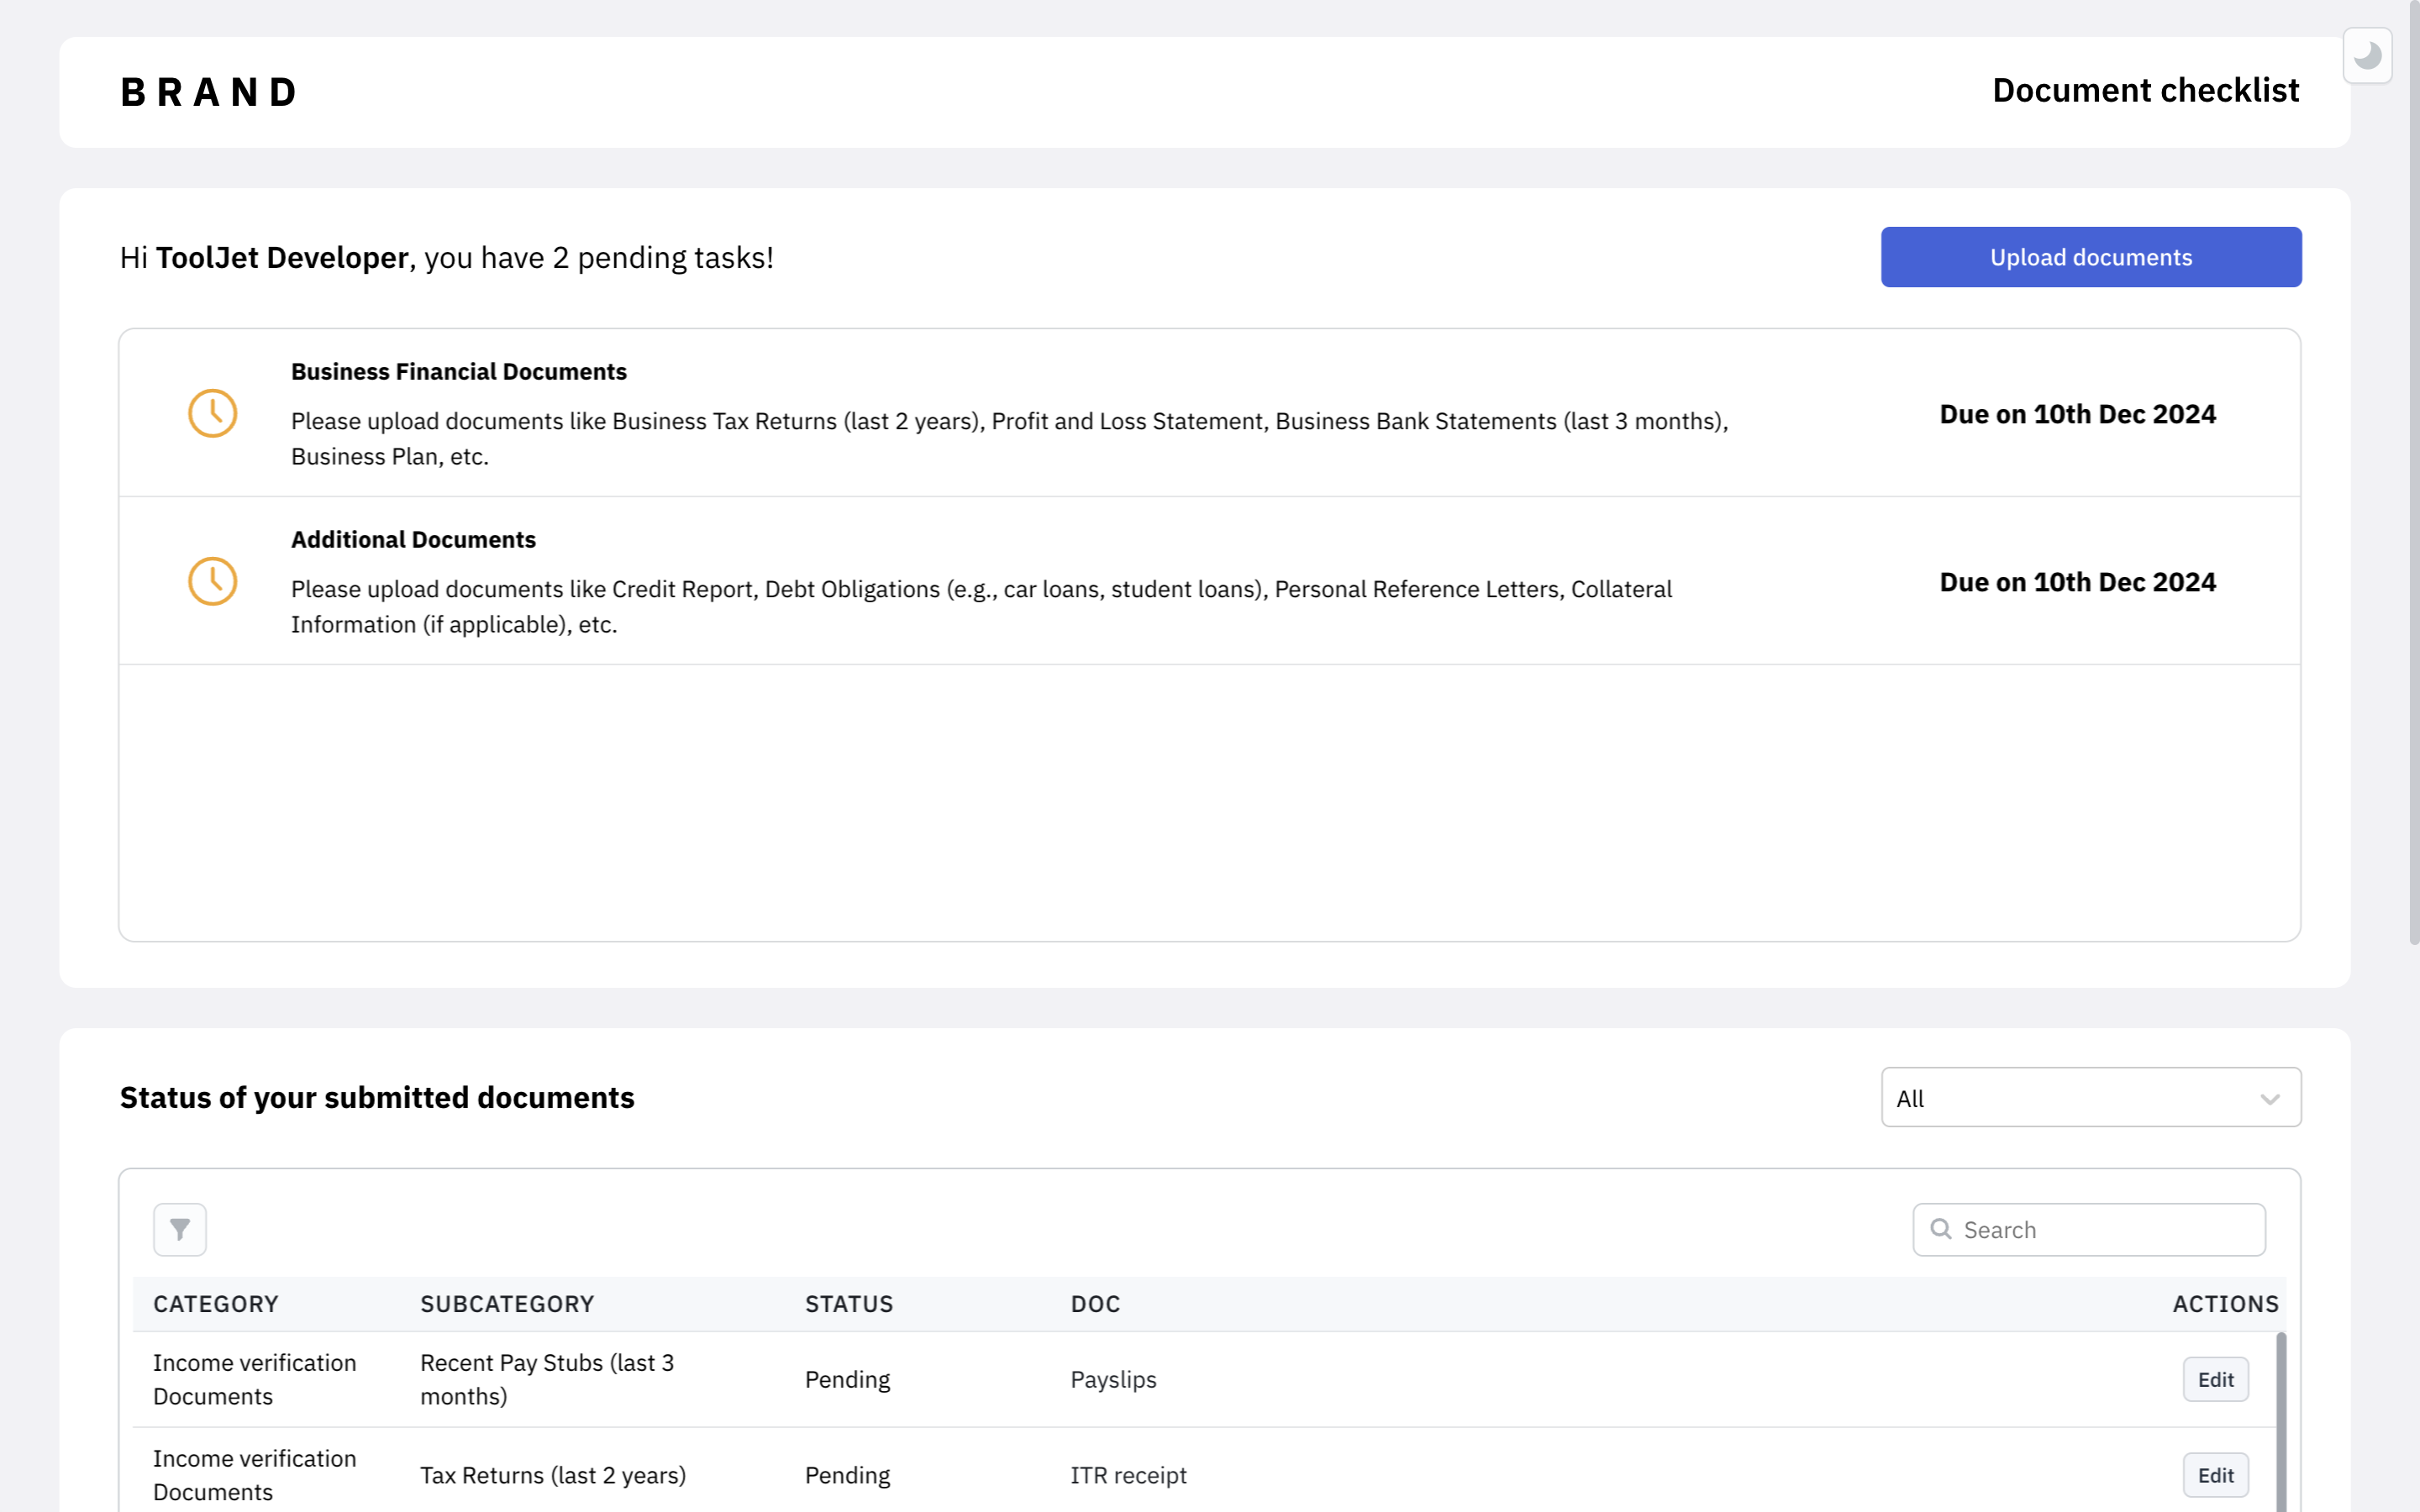 BRAND
Document checklist
Hi ToolJet Developer, you have 2 pending tasks!
Upload documents
Business Financial Documents
Please upload documents like Business Tax Returns (last 2 years), Profit and Loss Statement, Business Bank Statements (last 3 months),
Business Plan, etc.
Due on 10th Dec 2024
Additional Documents
Please upload documents like Credit Report, Debt Obligations (e.g., car loans, student loans), Personal Reference Letters, Collateral
Information (if applicable), etc.
Due on 10th Dec 2024
Status of your submitted documents
All
Search
CATEGORY SUBCATEGORY STATUS DOC ACTIONS
Income verification
Documents
Recent Pay Stubs (last 3
months)
Pending
Payslips
Edit
Income verification
Documents
Tax Returns (last 2 years)
Pending
ITR receipt
Edit